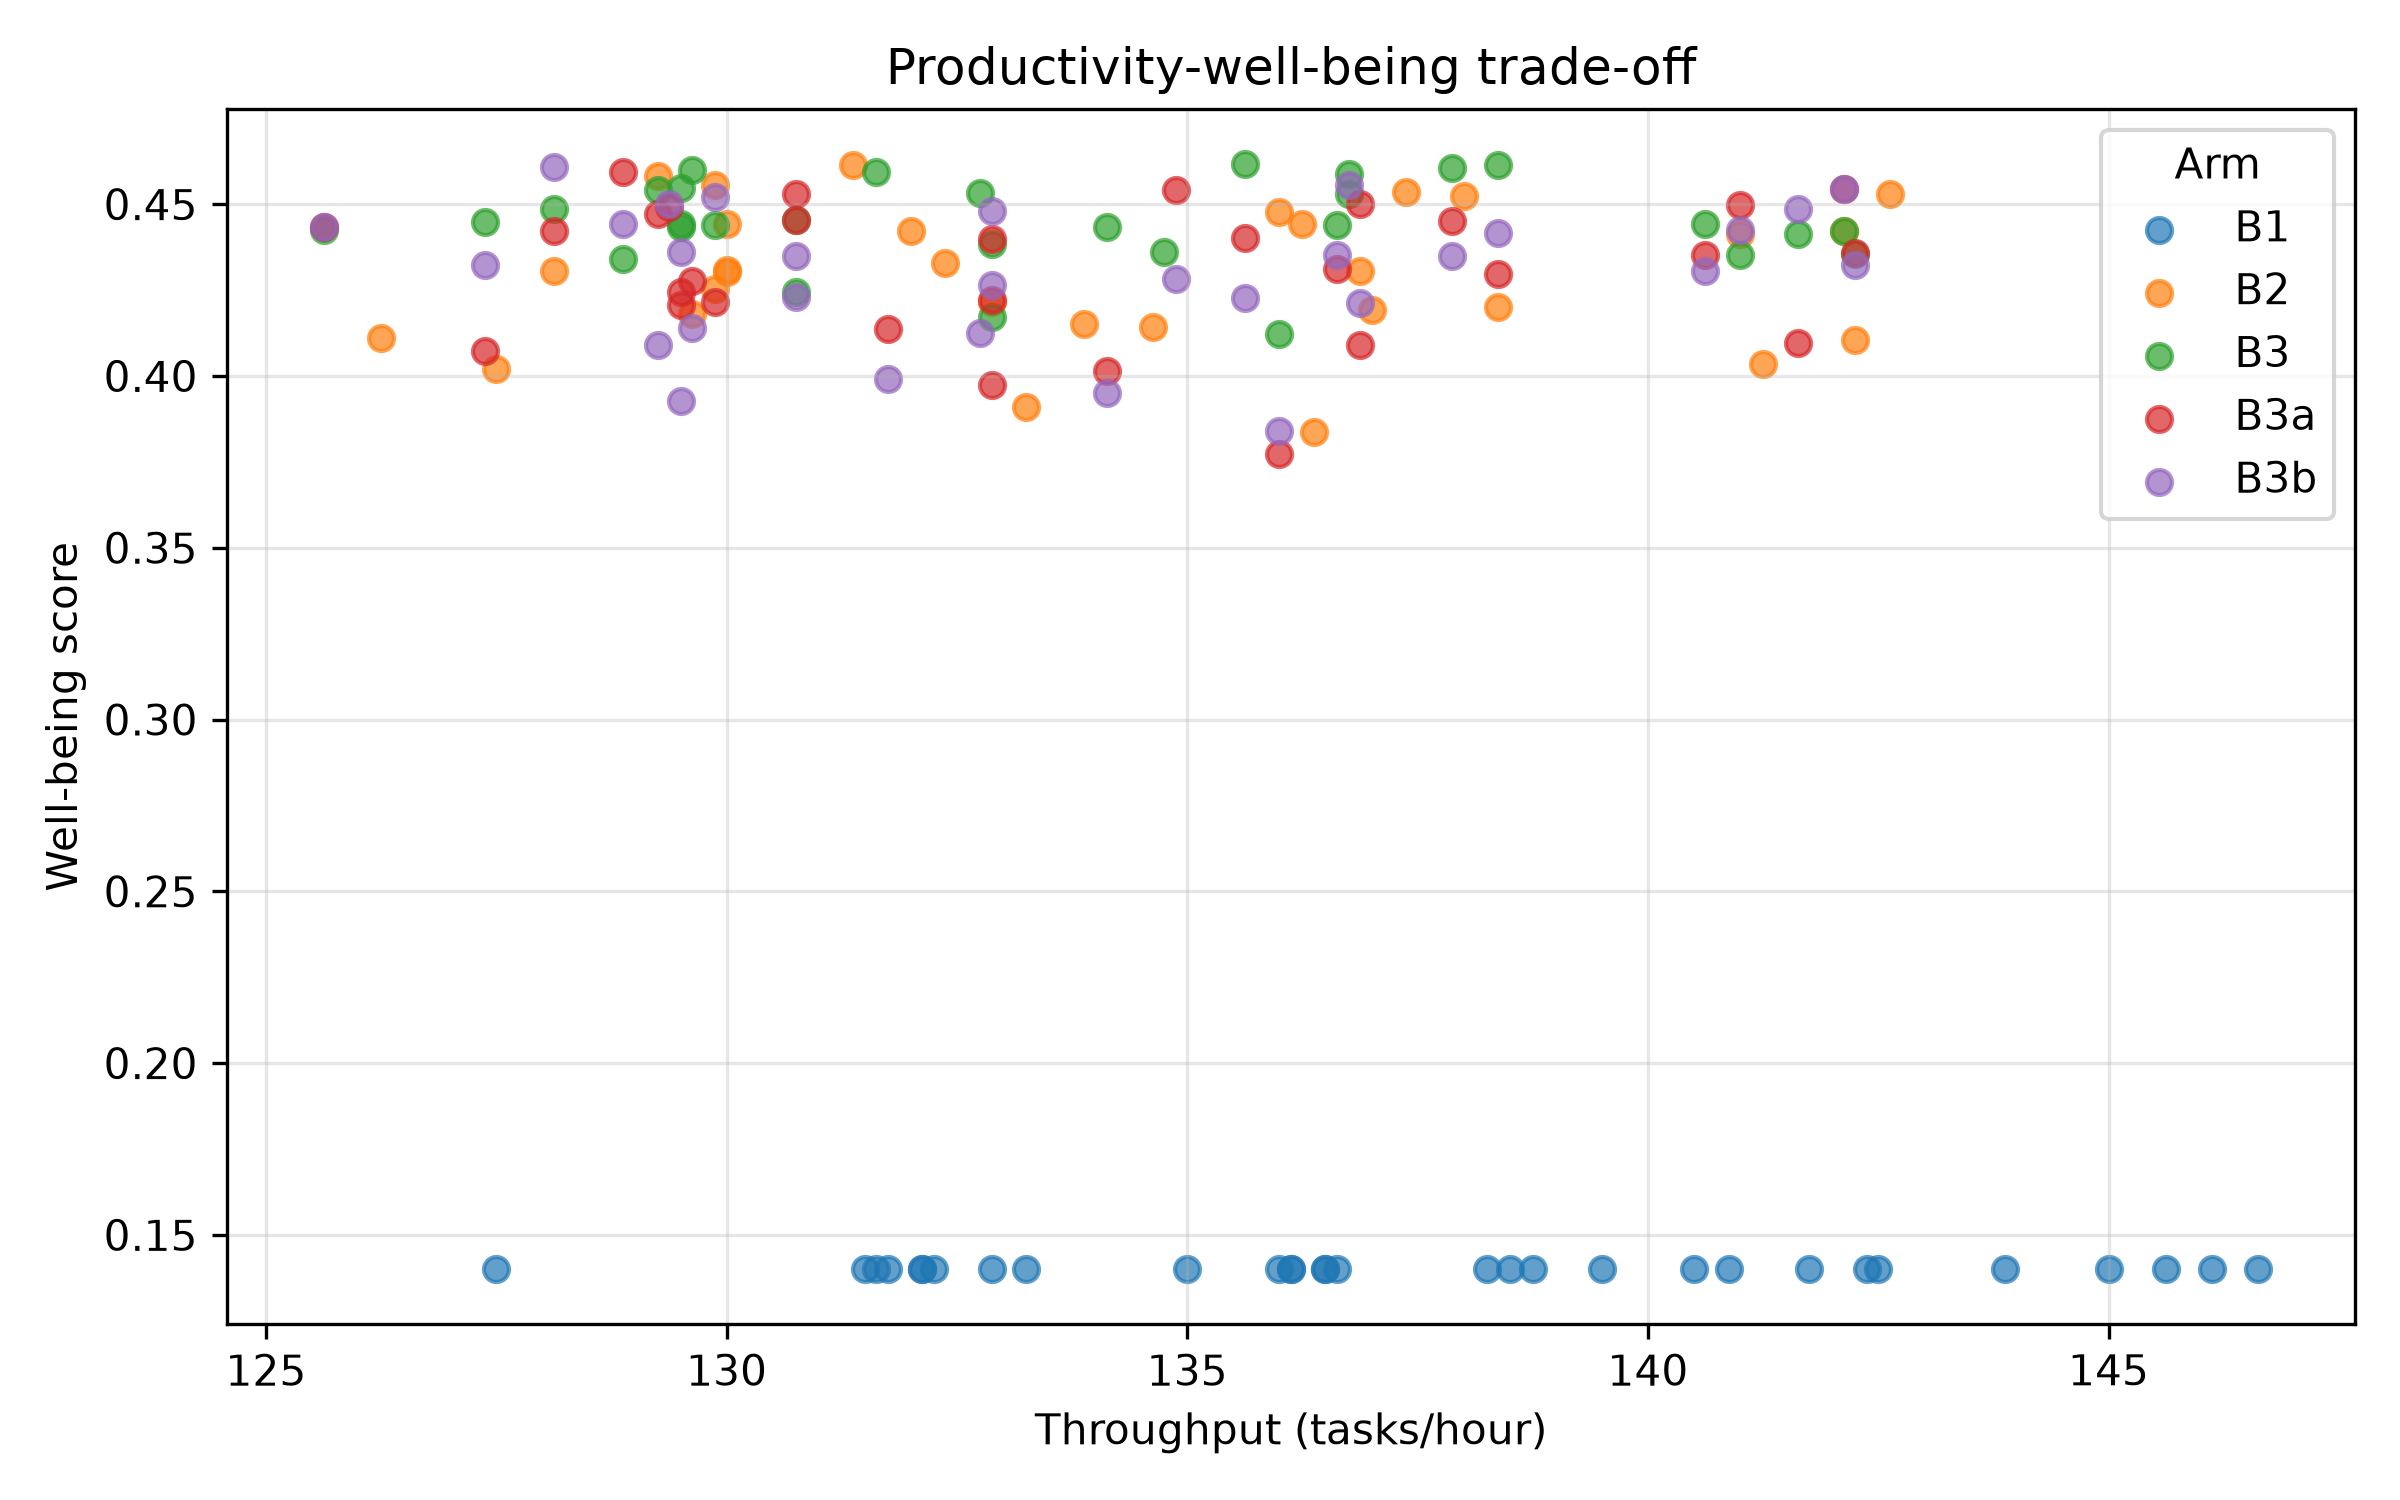 Productivity-well-being trade-off
Arm
B1
B2
B3
B3a
B3b
Well-being score
0.45
0.40
0.35
0.30
0.25
0.20
0.15
125
130
135
140
145
Throughput (tasks/hour)